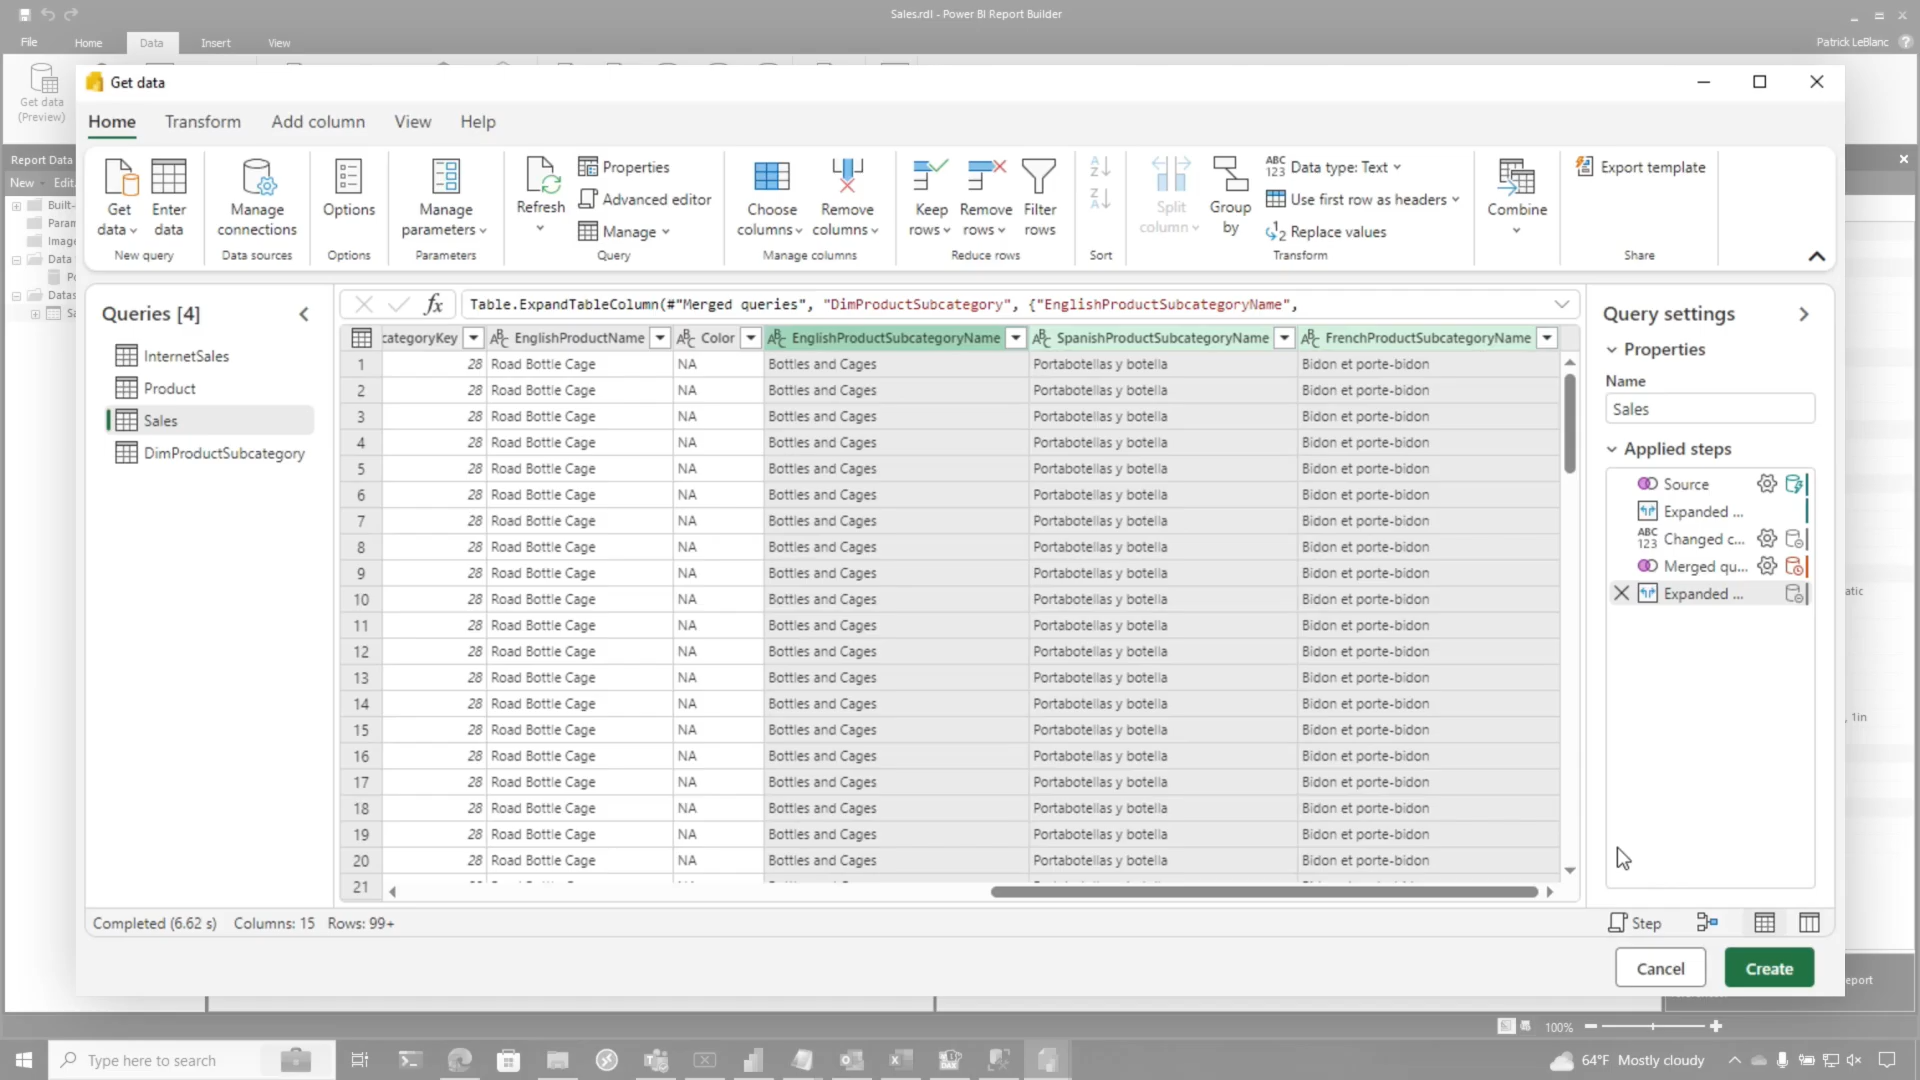 Sales.rdl - Power BI Report Builder
File Home Data Insert View
Patrick LeBlanc
Get data
(Preview)
Report Data
New Edit
Built-
Param
Image
Data
Datas
Sa
Get data
Home Transform Add column View Help
Get data
Enter data
New query
Manage connections
Data sources
Options
Options
Manage parameters
Parameters
Refresh
Properties
Advanced editor
Manage
Query
Choose columns
Remove columns
Manage columns
Keep rows
Remove rows
Filter rows
Reduce rows
Sort
Split column
Group by
Data type: Text
Use first row as headers
Replace values
Transform
Combine
Export template
Share
Queries [4]
InternetSales
Product
Sales
DimProductSubcategory
fx Table.ExpandTableColumn(#"Merged queries", "DimProductSubcategory", {"EnglishProductSubcategoryName",
categoryKey EnglishProductName Color EnglishProductSubcategoryName SpanishProductSubcategoryName FrenchProductSubcategoryName
1 28 Road Bottle Cage NA Bottles and Cages Portabotellas y botella Bidon et porte-bidon
2 28 Road Bottle Cage NA Bottles and Cages Portabotellas y botella Bidon et porte-bidon
3 28 Road Bottle Cage NA Bottles and Cages Portabotellas y botella Bidon et porte-bidon
4 28 Road Bottle Cage NA Bottles and Cages Portabotellas y botella Bidon et porte-bidon
5 28 Road Bottle Cage NA Bottles and Cages Portabotellas y botella Bidon et porte-bidon
6 28 Road Bottle Cage NA Bottles and Cages Portabotellas y botella Bidon et porte-bidon
7 28 Road Bottle Cage NA Bottles and Cages Portabotellas y botella Bidon et porte-bidon
8 28 Road Bottle Cage NA Bottles and Cages Portabotellas y botella Bidon et porte-bidon
9 28 Road Bottle Cage NA Bottles and Cages Portabotellas y botella Bidon et porte-bidon
10 28 Road Bottle Cage NA Bottles and Cages Portabotellas y botella Bidon et porte-bidon
11 28 Road Bottle Cage NA Bottles and Cages Portabotellas y botella Bidon et porte-bidon
12 28 Road Bottle Cage NA Bottles and Cages Portabotellas y botella Bidon et porte-bidon
13 28 Road Bottle Cage NA Bottles and Cages Portabotellas y botella Bidon et porte-bidon
14 28 Road Bottle Cage NA Bottles and Cages Portabotellas y botella Bidon et porte-bidon
15 28 Road Bottle Cage NA Bottles and Cages Portabotellas y botella Bidon et porte-bidon
16 28 Road Bottle Cage NA Bottles and Cages Portabotellas y botella Bidon et porte-bidon
17 28 Road Bottle Cage NA Bottles and Cages Portabotellas y botella Bidon et porte-bidon
18 28 Road Bottle Cage NA Bottles and Cages Portabotellas y botella Bidon et porte-bidon
19 28 Road Bottle Cage NA Bottles and Cages Portabotellas y botella Bidon et porte-bidon
20 28 Road Bottle Cage NA Bottles and Cages Portabotellas y botella Bidon et porte-bidon
21
Query settings
Properties
Name
Sales
Applied steps
Source
Expanded ...
Changed c...
Merged qu...
Expanded ...
atic
, 1in
Completed (6.62 s) Columns: 15 Rows: 99+
Step
Cancel Create
eport
100%
Type here to search
64°F Mostly cloudy